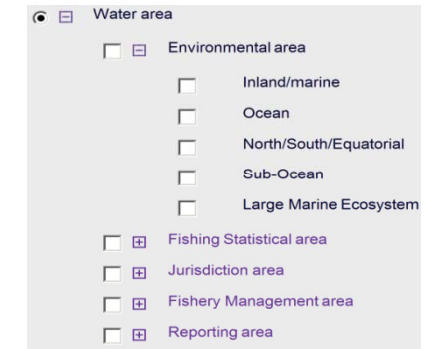 Water area
Environmental area
Inland/marine
Ocean
North/South/Equatorial
Sub-Ocean
Large Marine Ecosystem
Fishing Statistical area
Jurisdiction area
Fishery Management area
Reporting area